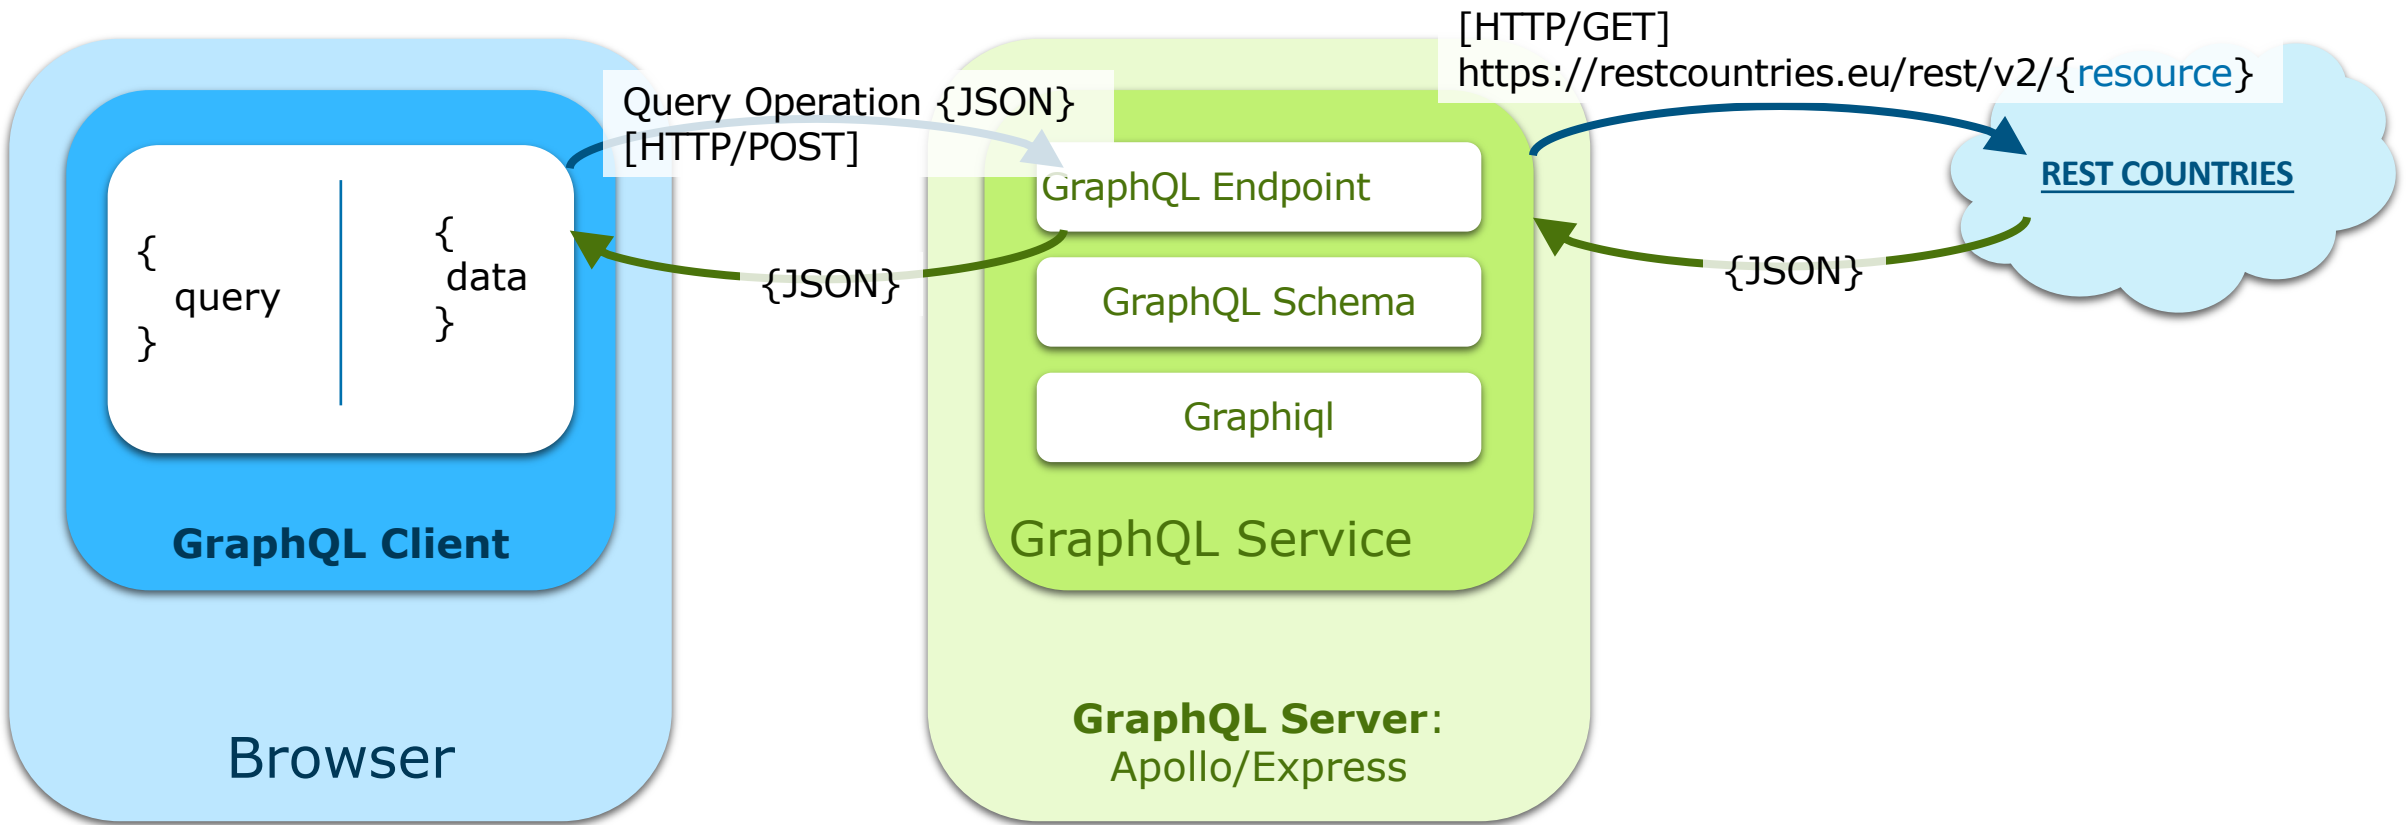 [HTTP/GET]
https://restcountries.eu/rest/v2/{resource}
Query Operation {JSON}
[HTTP/POST]
{
query
}
{
data
}
{JSON}
GraphQL Endpoint
GraphQL Schema
Graphiql
REST COUNTRIES
{JSON}
GraphQL Client
GraphQL Service
Browser
GraphQL Server:
Apollo/Express